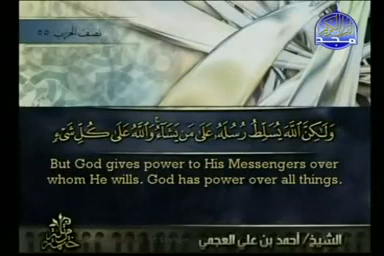 نصف الحزب ٥٥
المجد
وَلَـٰكِنَّ ٱللَّهَ يُسَلِّطُ رُسُلَهُۥ عَلَىٰ مَن يَشَآءُ ۚ وَٱللَّهُ عَلَىٰ كُلِّ شَىْءٍ
But God gives power to His Messengers over
whom He wills. God has power over all things.
الشيخ/ أحمد بن علي العجمي